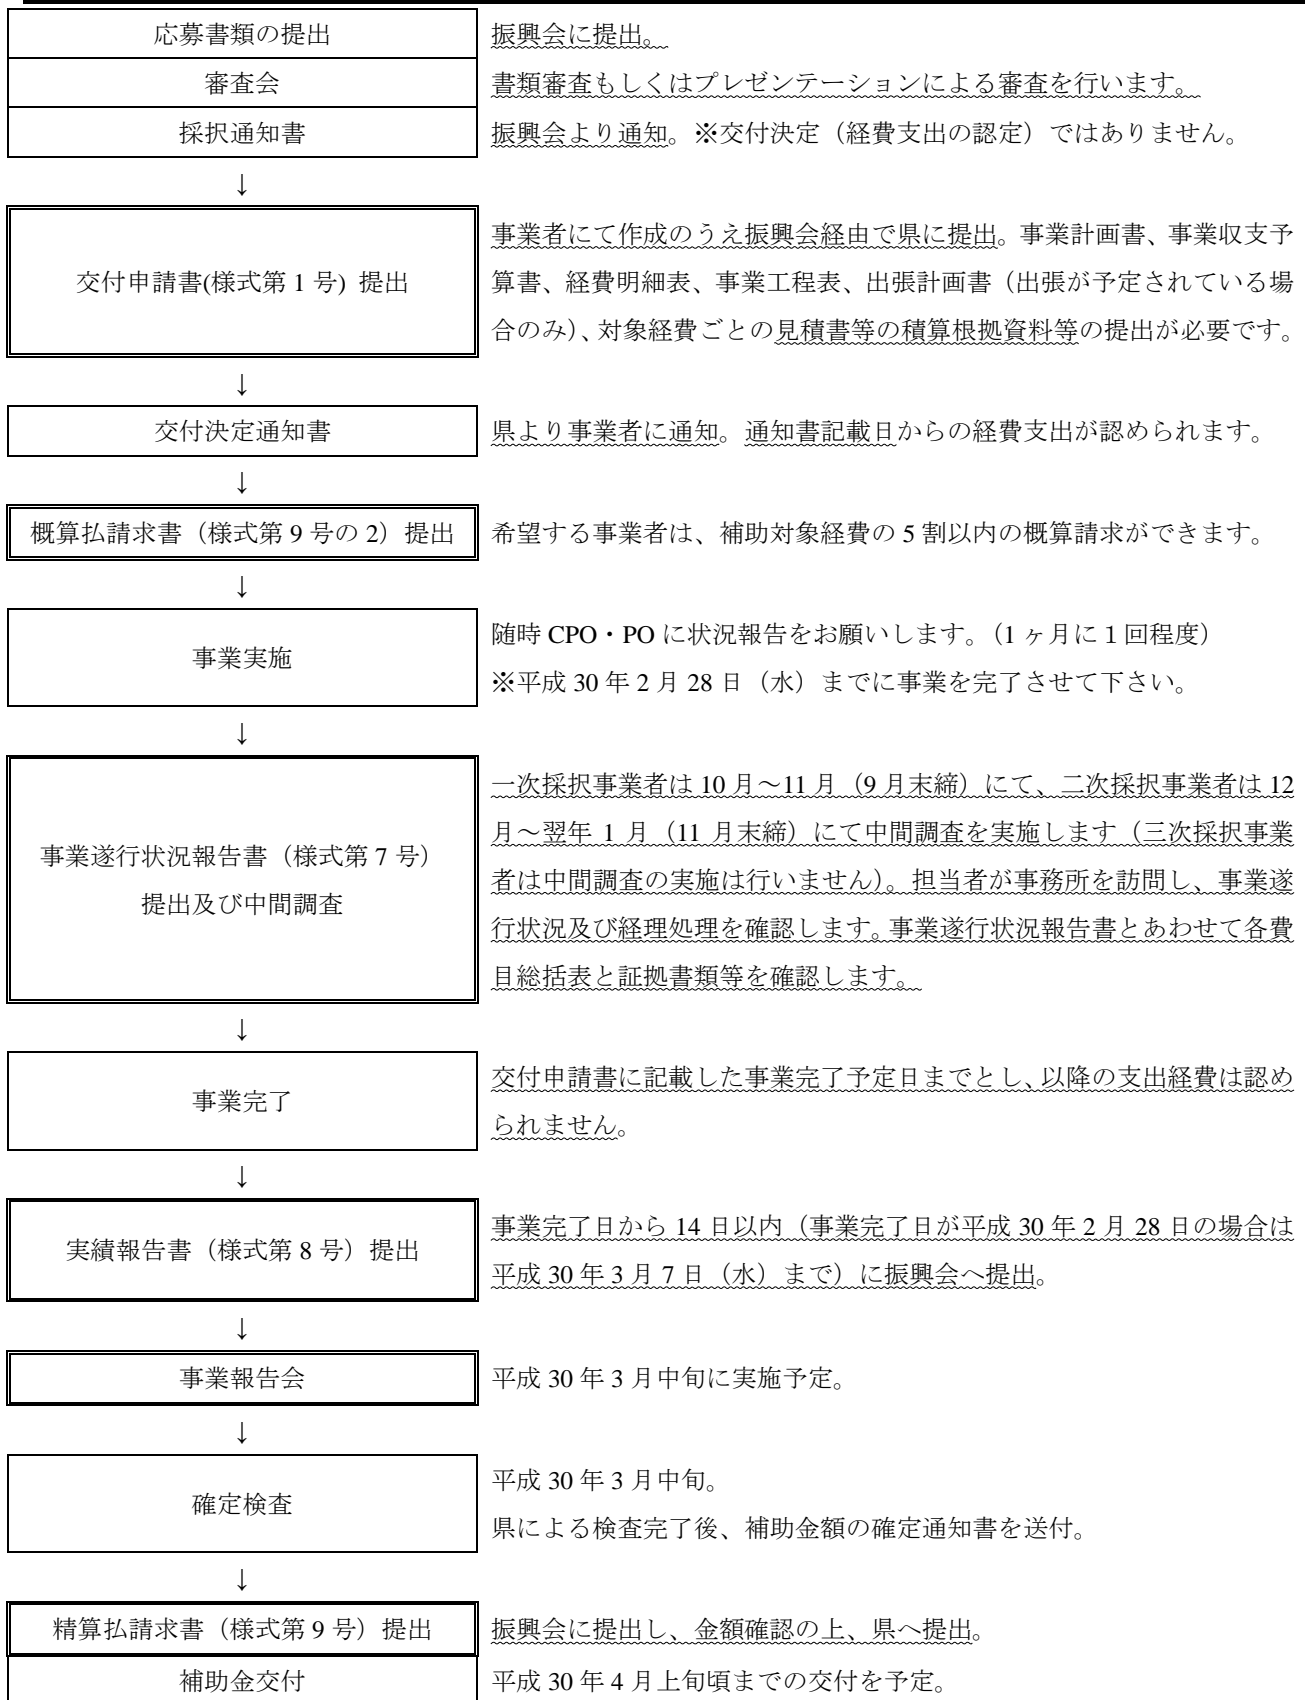 応募書類の提出
振興会に提出。
審査会
書類審査もしくはプレゼンテーションによる審査を行います。
採択通知書
振興会より通知。※交付決定（経費支出の認定）ではありません。
↓
交付申請書(様式第 1 号) 提出
事業者にて作成のうえ振興会経由で県に提出。事業計画書、事業収支予
算書、経費明細表、事業工程表、出張計画書（出張が予定されている場
合のみ）、対象経費ごとの見積書等の積算根拠資料等の提出が必要です。
↓
交付決定通知書
県より事業者に通知。通知書記載日からの経費支出が認められます。
↓
概算払請求書（様式第 9 号の 2）提出
希望する事業者は、補助対象経費の 5 割以内の概算請求ができます。
↓
事業実施
随時 CPO・PO に状況報告をお願いします。（1 ヶ月に１回程度）
※平成 30 年 2 月 28 日（水）までに事業を完了させて下さい。
↓
事業遂行状況報告書（様式第 7 号）
提出及び中間調査
一次採択事業者は 10 月～11 月（9 月末締）にて、二次採択事業者は 12
月～翌年 1 月（11 月末締）にて中間調査を実施します（三次採択事業
者は中間調査の実施は行いません）。担当者が事務所を訪問し、事業遂
行状況及び経理処理を確認します。事業遂行状況報告書とあわせて各費
目総括表と証拠書類等を確認します。
↓
事業完了
交付申請書に記載した事業完了予定日までとし、以降の支出経費は認め
られません。
↓
実績報告書（様式第 8 号）提出
事業完了日から 14 日以内（事業完了日が平成 30 年 2 月 28 日の場合は
平成 30 年 3 月 7 日（水）まで）に振興会へ提出。
↓
事業報告会
平成 30 年 3 月中旬に実施予定。
↓
確定検査
平成 30 年 3 月中旬。
県による検査完了後、補助金額の確定通知書を送付。
↓
精算払請求書（様式第 9 号）提出
振興会に提出し、金額確認の上、県へ提出。
補助金交付
平成 30 年 4 月上旬頃までの交付を予定。